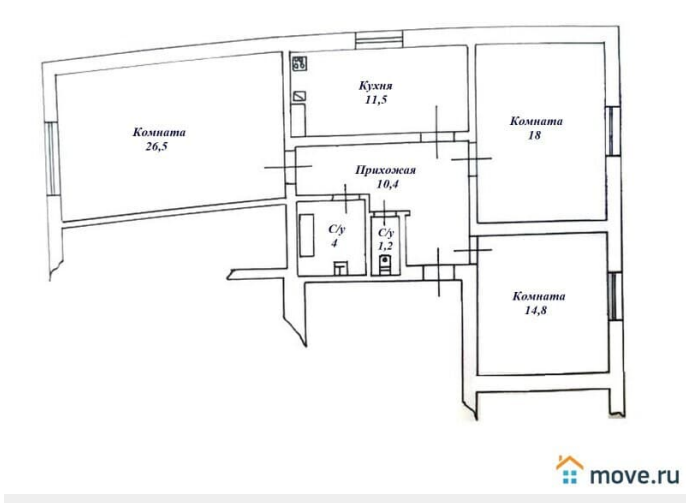 Кухня
11,5
Комната
26,5
Комната
18
Прихожая
10,4
С/у
4
С/у
1,2
Комната
14,8
move.ru